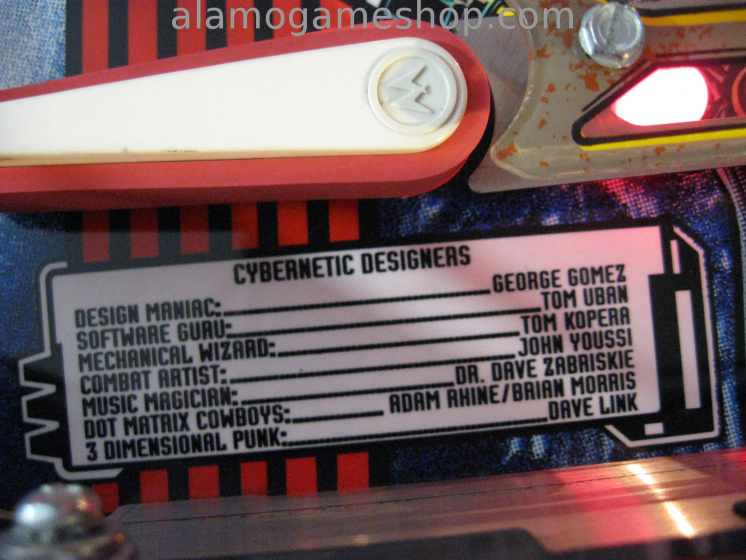 alamogameshop.com
CYBERNETIC DESIGNERS
DESIGN MANIAC: GEORGE GOMEZ
SOFTWARE GURU: TOM UBAN
MECHANICAL WIZARD: TOM KOPERA
COMBAT ARTIST: JOHN YOUSSI
MUSIC MAGICIAN: DR. DAVE ZABRISKIE
DOT MATRIX COWBOYS: ADAM RHINE/BRIAN MORRIS
3 DIMENSIONAL PUNK: DAVE LINK